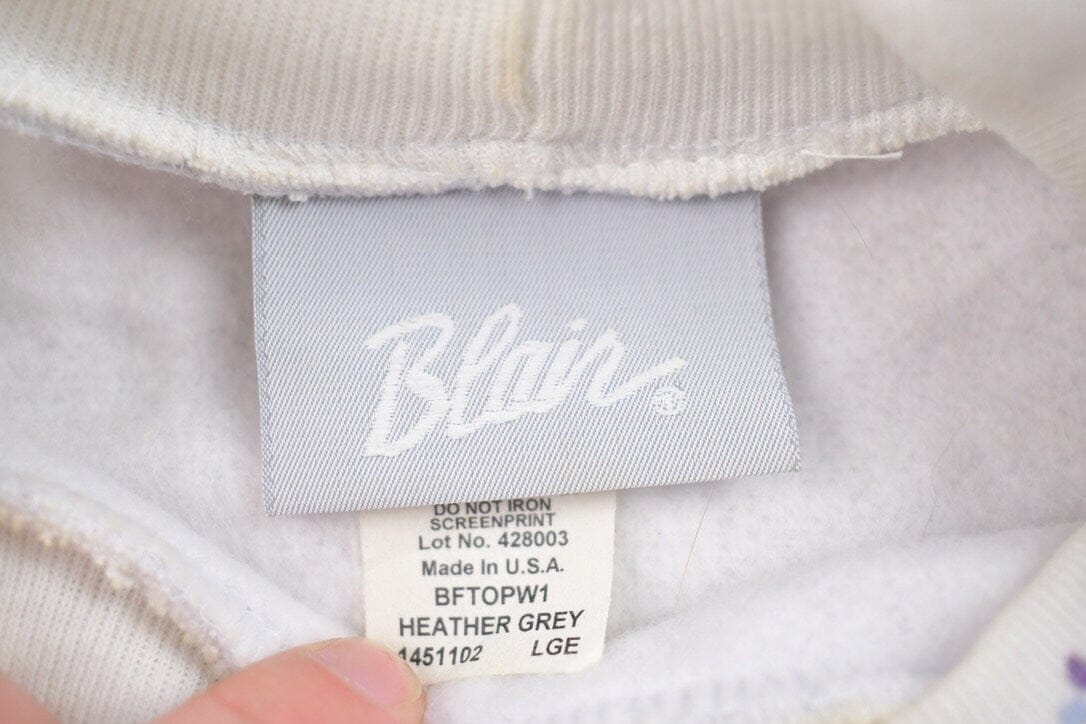 Blair®
DO NOT IRON
SCREENPRINT
Lot No. 428003
Made In U.S.A.
BFTOPW1
HEATHER GREY
1451102 LGE